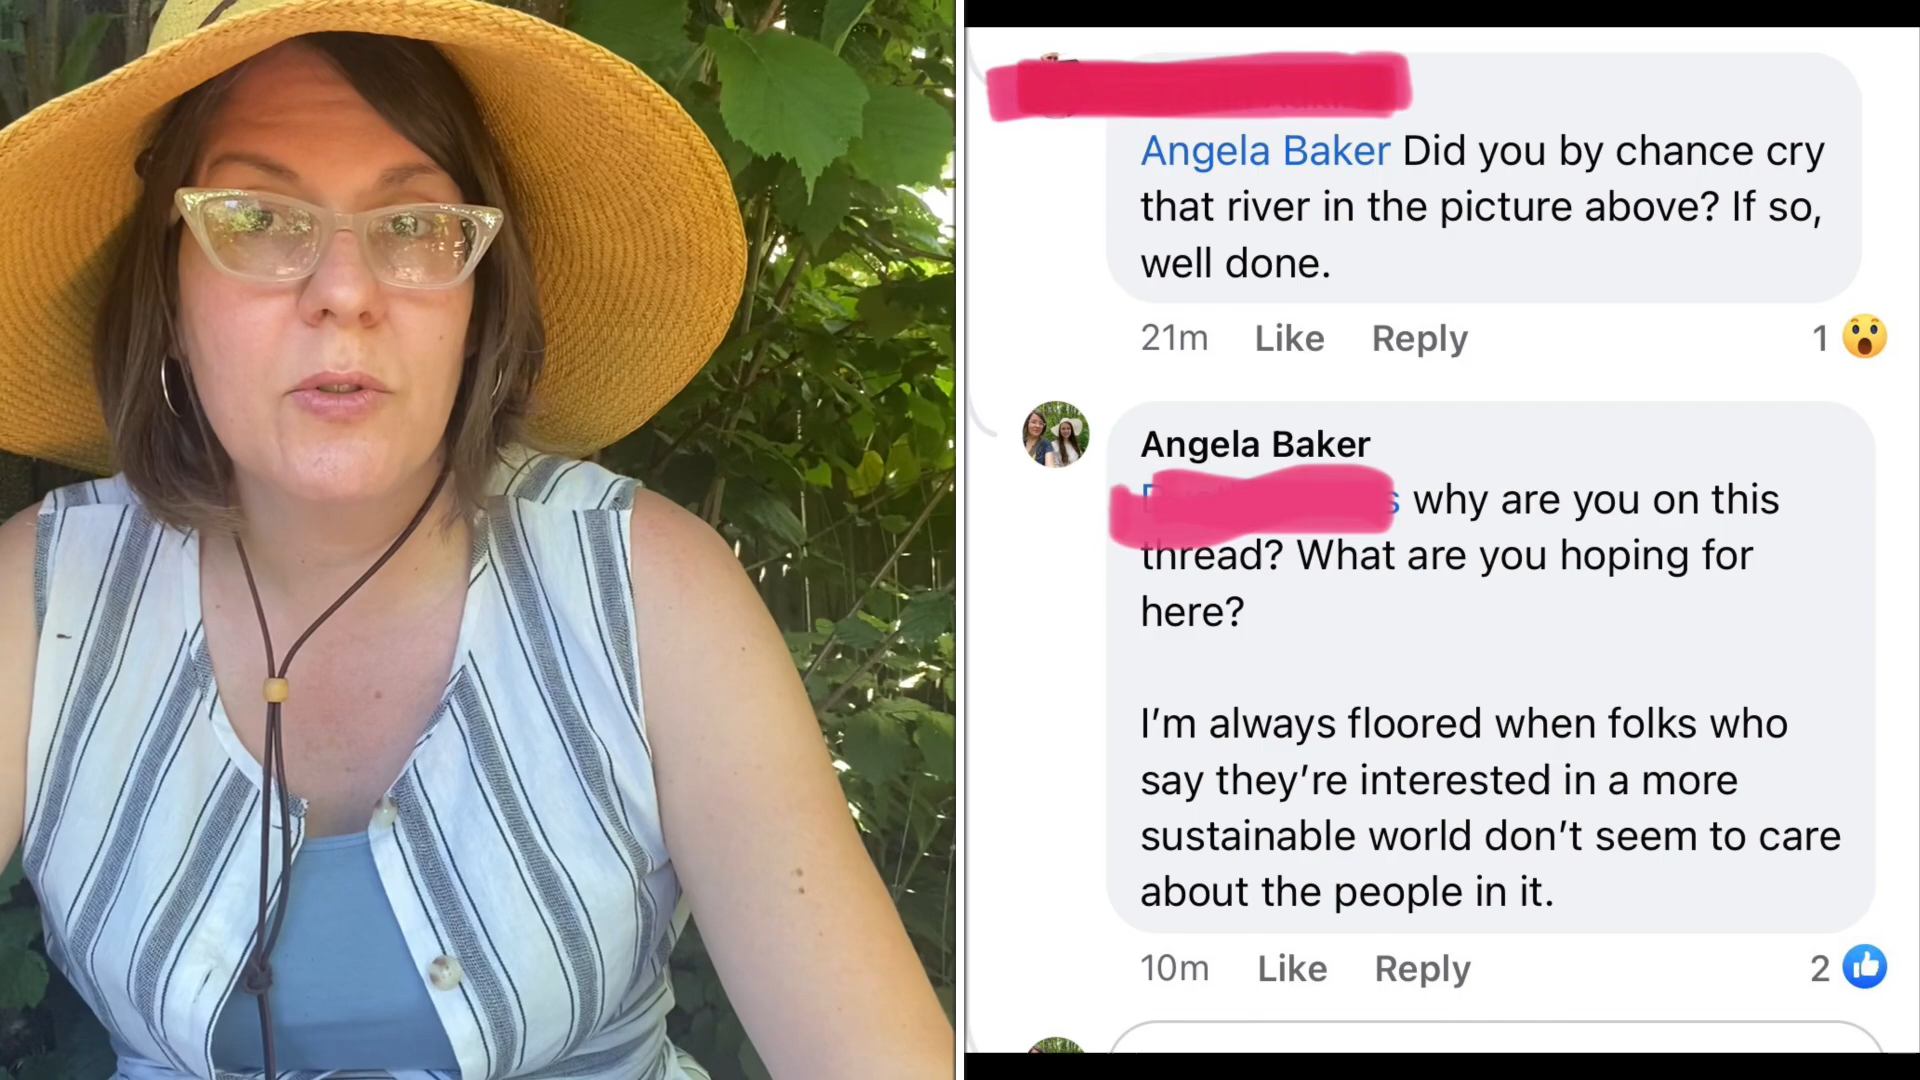 Angela Baker Did you by chance cry
that river in the picture above? If so,
well done.
21m Like Reply 1
Angela Baker
why are you on this
thread? What are you hoping for
here?
I'm always floored when folks who
say they're interested in a more
sustainable world don't seem to care
about the people in it.
10m Like Reply 2